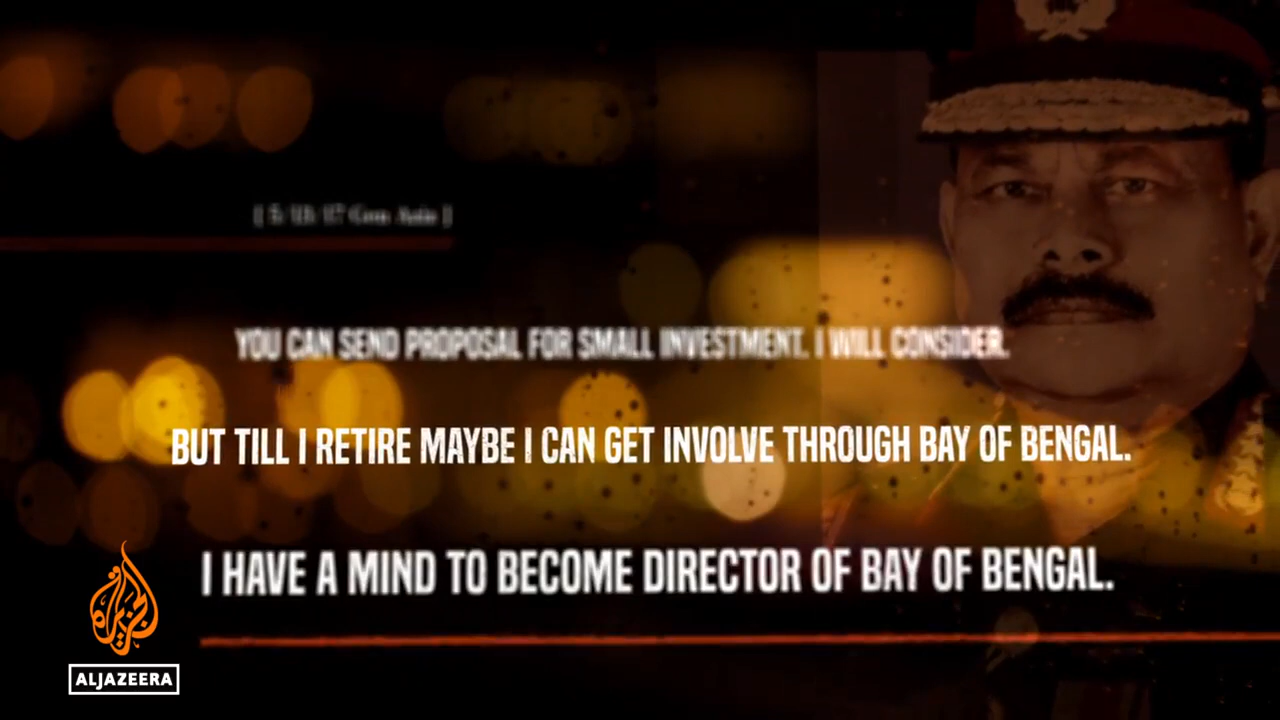 YOU CAN SEND PROPOSAL FOR SMALL INVESTMENT. I WILL CONSIDER.
BUT TILL I RETIRE MAYBE I CAN GET INVOLVE THROUGH BAY OF BENGAL.
I HAVE A MIND TO BECOME DIRECTOR OF BAY OF BENGAL.
الجزيرة
ALJAZEERA